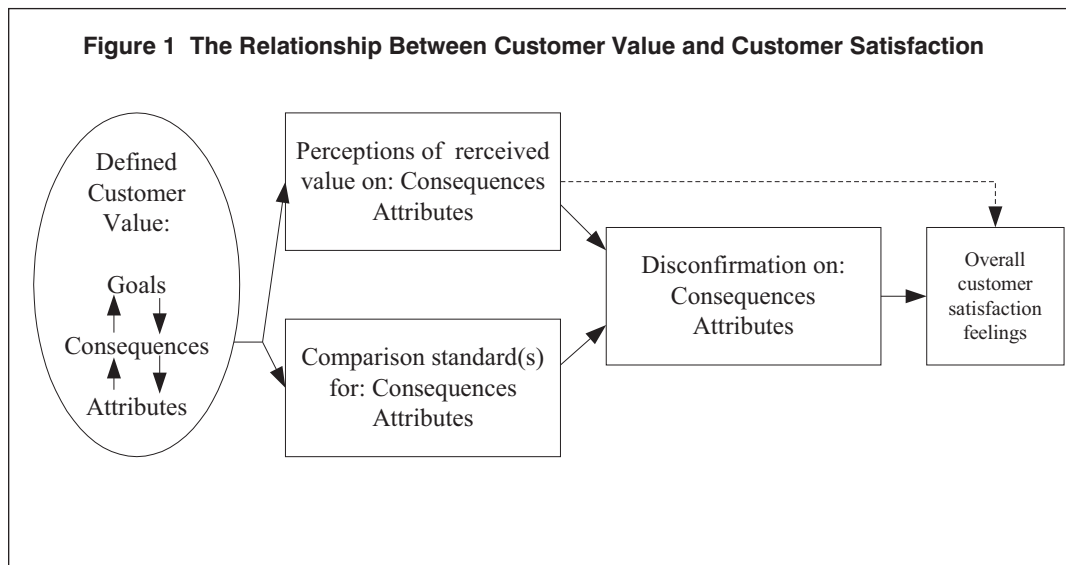 Figure 1 The Relationship Between Customer Value and Customer Satisfaction
Defined
Customer
Value:
Goals
Consequences
Attributes
Perceptions of rerceived
value on: Consequences
Attributes
Comparison standard(s)
for: Consequences
Attributes
Disconfirmation on:
Consequences
Attributes
Overall
customer
satisfaction
feelings